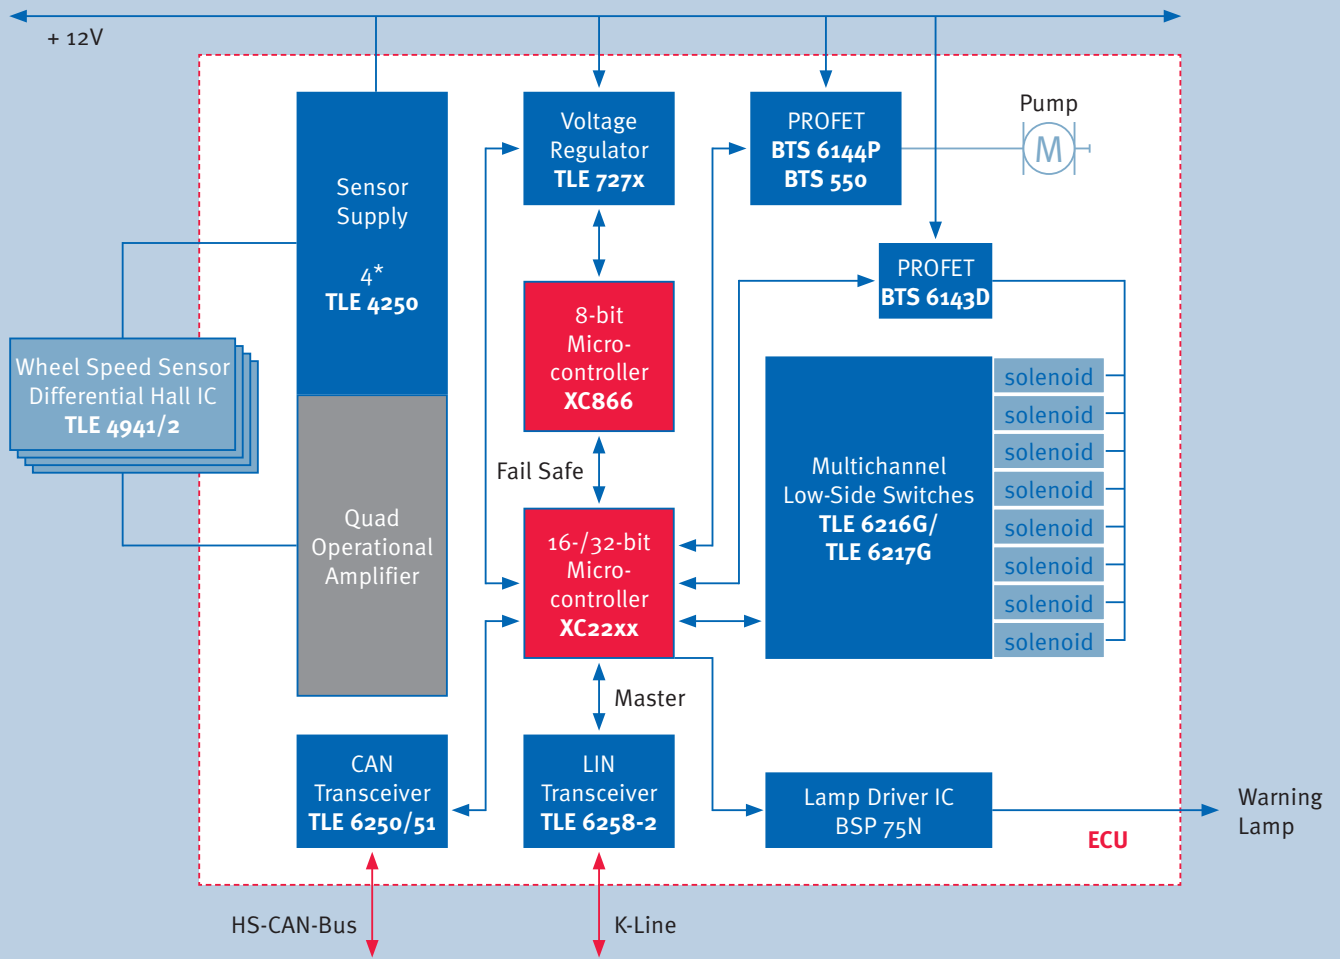 + 12V
Sensor
Supply
4*
TLE 4250
Voltage
Regulator
TLE 727x
PROFET
BTS 6144P
BTS 550
Pump
M
PROFET
BTS 6143D
8-bit
Micro-
controller
XC866
Wheel Speed Sensor
Differential Hall IC
TLE 4941/2
Fail Safe
Quad
Operational
Amplifier
16-/32-bit
Micro-
controller
XC22xx
Multichannel
Low-Side Switches
TLE 6216G/
TLE 6217G
solenoid
solenoid
solenoid
solenoid
solenoid
solenoid
solenoid
solenoid
Master
CAN
Transceiver
TLE 6250/51
LIN
Transceiver
TLE 6258-2
Lamp Driver IC
BSP 75N
Warning
Lamp
ECU
HS-CAN-Bus
K-Line